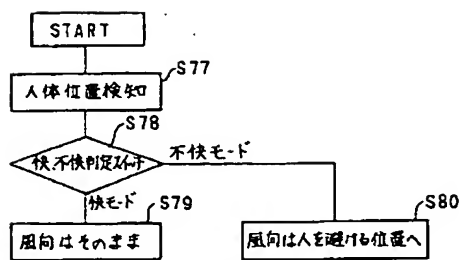 START
S77
人体位置検知
S78
快、不快判定スイッチ
不快モード
快モード
S79
S80
風向はそのまま
風向は人を避ける位置へ